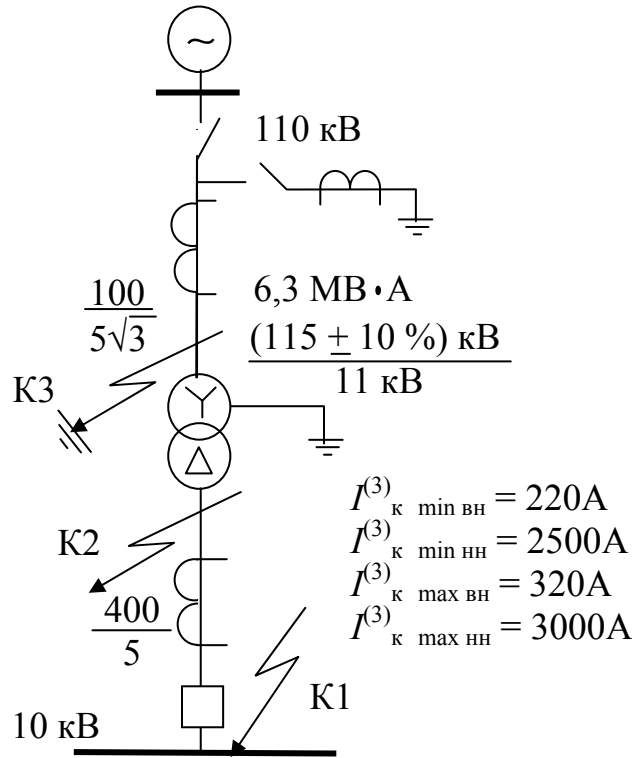 ~
110 кВ
100
5√3
6,3 МВ·А
(115 ± 10 %) кВ
11 кВ
К3
Y
Δ
I(3)к min вн = 220А
I(3)к min нн = 2500А
I(3)к max вн = 320А
I(3)к max нн = 3000А
К2
400
5
К1
10 кВ